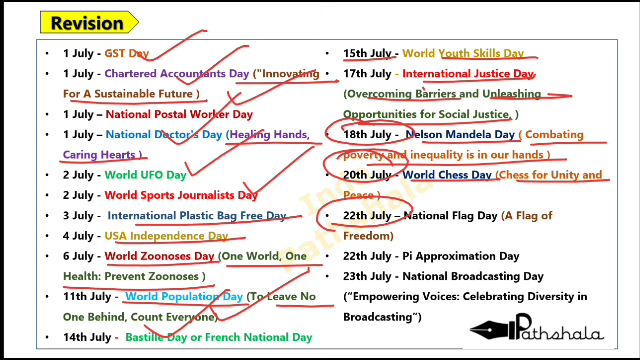 Revision
• 1 July - GST Day
• 1 July - Chartered Accountants Day ("Innovating
For A Sustainable Future )
• 1 July - National Postal Worker Day
• 1 July - National Doctor's Day (Healing Hands,
Caring Hearts )
• 2 July - World UFO Day
• 2 July - World Sports Journalists Day
• 3 July - International Plastic Bag Free Day
• 4 July - USA Independence Day
• 6 July - World Zoonoses Day (One World, One
Health: Prevent Zoonoses )
• 11th July - World Population Day (To Leave No
One Behind, Count Everyone)
• 14th July - Bastille Day or French National Day
• 15th July - World Youth Skills Day
• 17th July - International Justice Day
(Overcoming Barriers and Unleashing
Opportunities for Social Justice, )
• 18th July - Nelson Mandela Day ( Combating
poverty and inequality is in our hands )
• 20th July - World Chess Day (Chess for Unity and
Peace )
• 22th July – National Flag Day (A Flag of
Freedom)
• 22th July - Pi Approximation Day
• 23th July - National Broadcasting Day
("Empowering Voices: Celebrating Diversity in
Broadcasting")
Pathshala